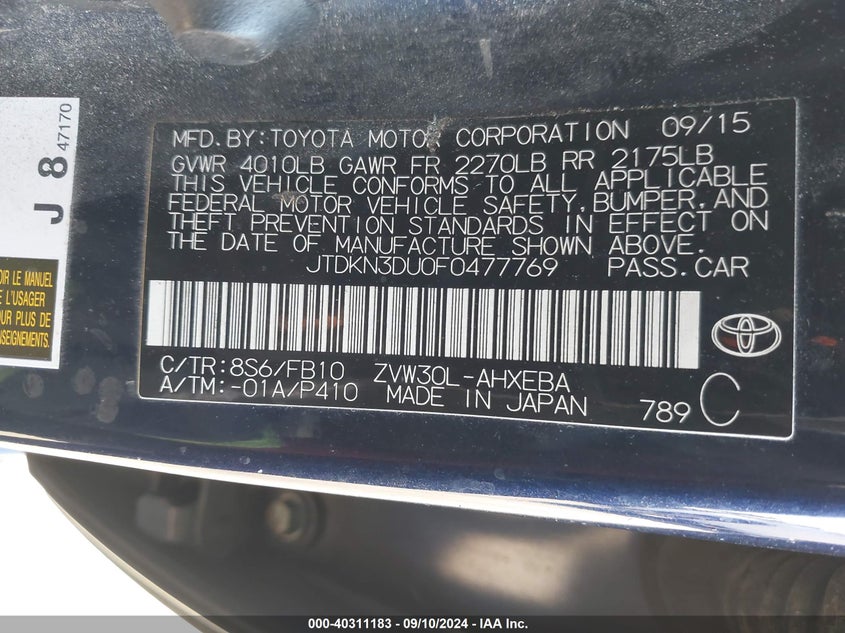 J 8 47170
OIR LE MANUEL
E L'USAGER
OUR PLUS DE
NSEIGNEMENTS.
MFD. BY: TOYOTA MOTOR CORPORATION 09/15
GVWR 4010LB GAWR FR 2270LB RR 2175LB
THIS VEHICLE CONFORMS TO ALL APPLICABLE
FEDERAL MOTOR VEHICLE SAFETY, BUMPER, AND
THEFT PREVENTION STANDARDS IN EFFECT ON
THE DATE OF MANUFACTURE SHOWN ABOVE.
JTDKN3DU0F0477769 PASS.CAR
C/TR:8S6/FB10 ZVW30L-AHXEBA
A/TM:-01A/P410 MADE IN JAPAN 789 C
000-40311183 - 09/10/2024 - IAA Inc.